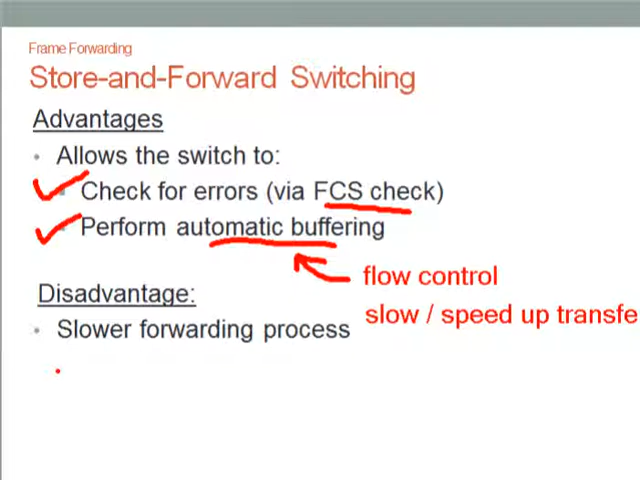 Frame Forwarding
Store-and-Forward Switching
Advantages
• Allows the switch to:
Check for errors (via FCS check)
Perform automatic buffering
flow control
Disadvantage:
slow / speed up transfe
• Slower forwarding process